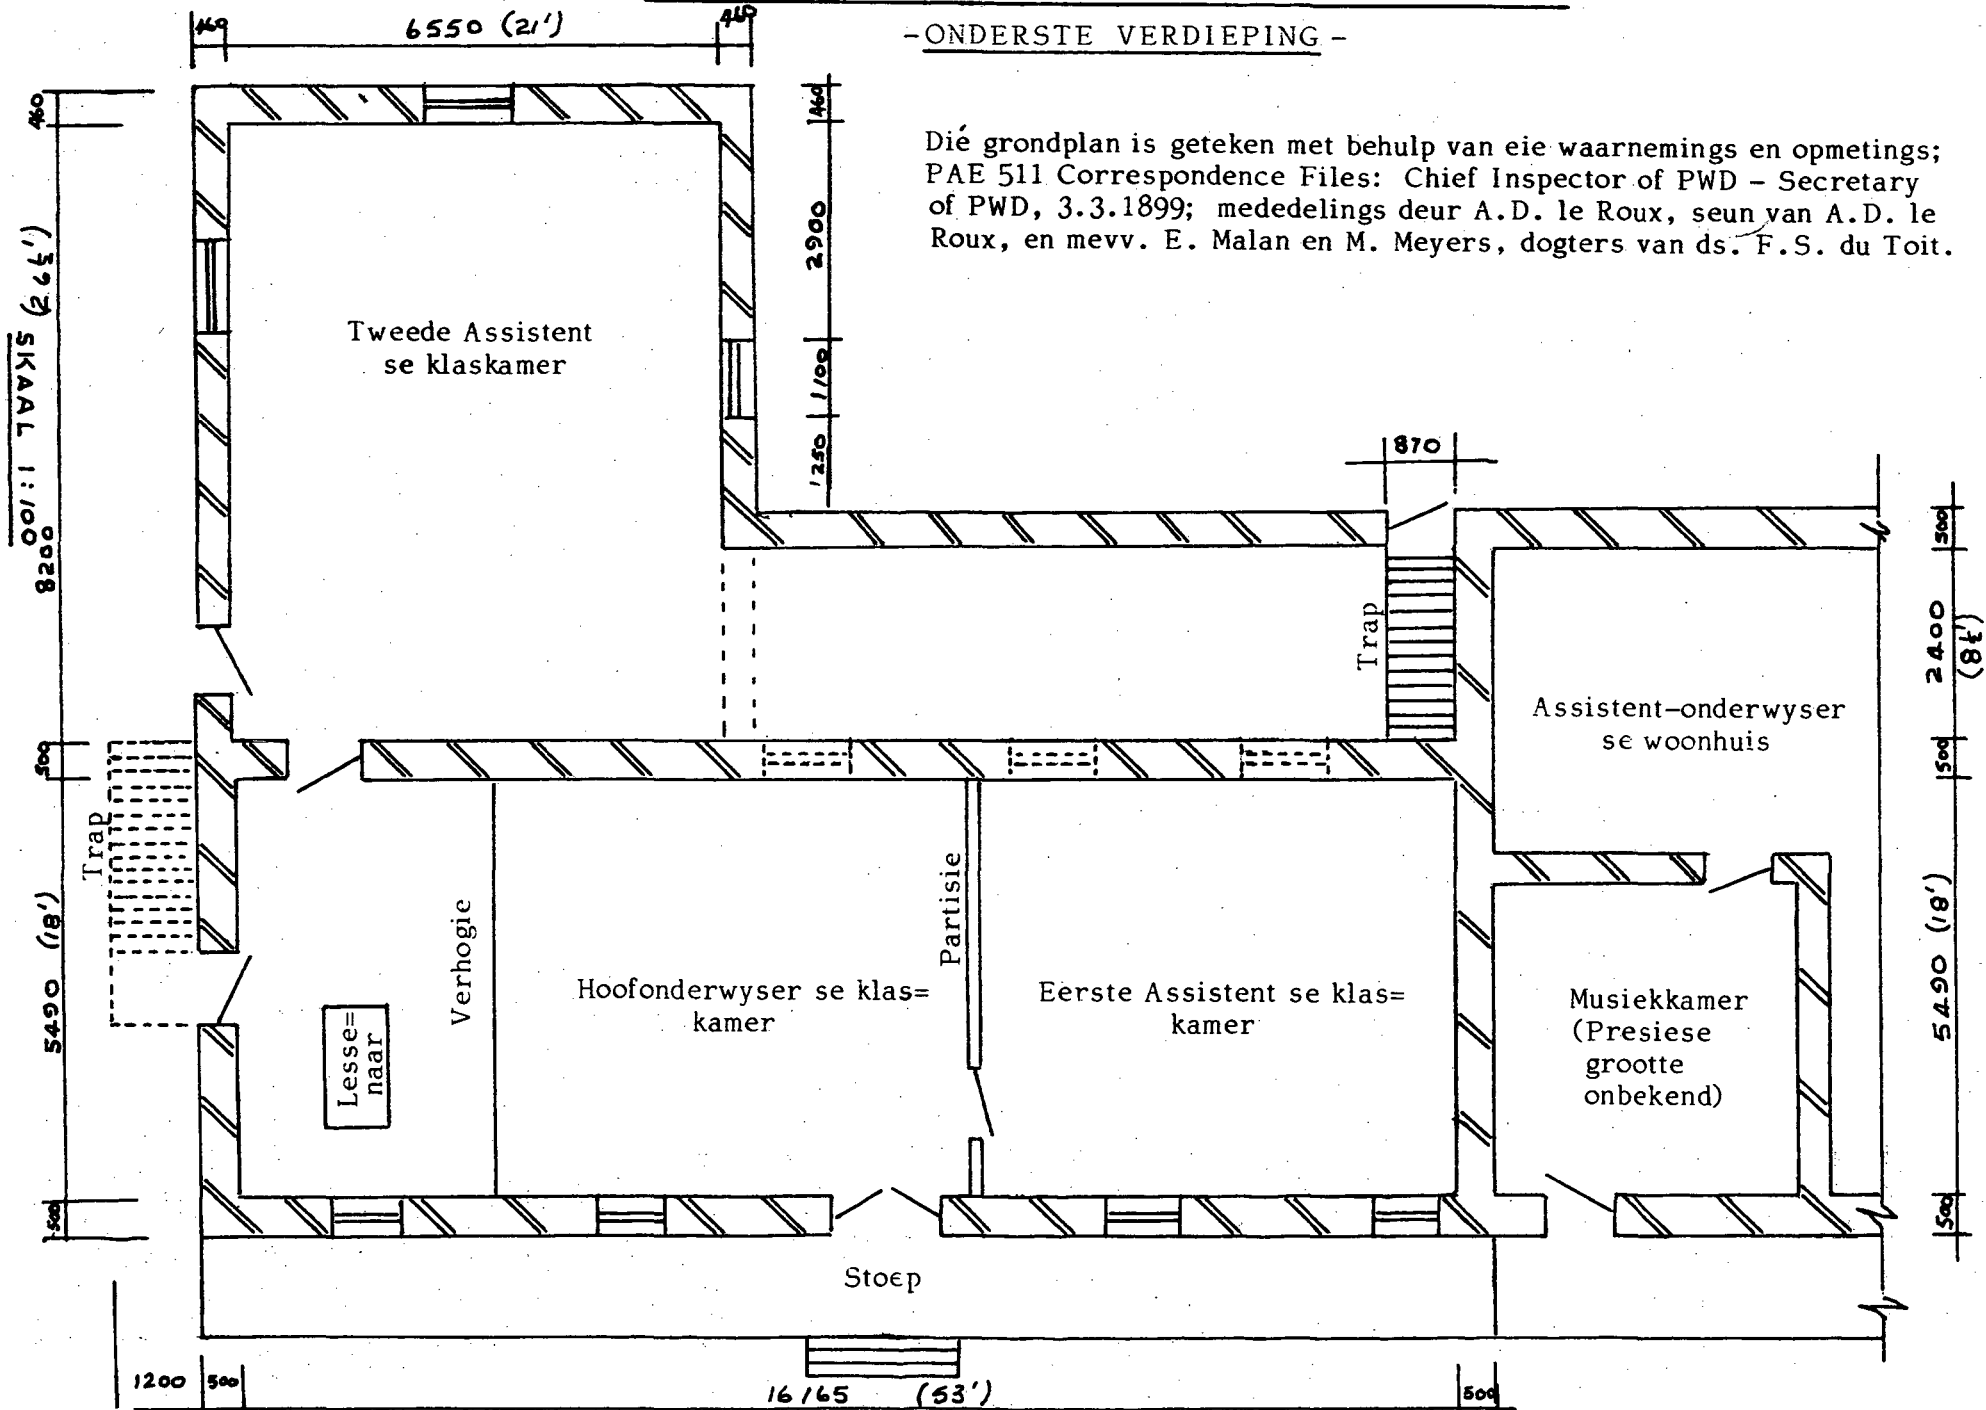 460
6550 (21')
460
-ONDERSTE VERDIEPING-
Dié grondplan is geteken met behulp van eie waarnemings en opmetings;
PAE 511 Correspondence Files: Chief Inspector of PWD - Secretary
of PWD, 3.3.1899; mededelings deur A.D. le Roux, seun van A.D. le
Roux, en mevv. E. Malan en M. Meyers, dogters van ds. F.S. du Toit.
460
460
2900
1100
1250
8200 (26¾')
SKAAL 1:100
Tweede Assistent
se klaskamer
870
Trap
500
2400
(8')
500
Assistent-onderwyser
se woonhuis
500
Trap
5490 (18')
Verhogie
Partisie
Lesse=
naar
Hoofonderwyser se klas=
kamer
Eerste Assistent se klas=
kamer
Musiekkamer
(Presiese
grootte
onbekend)
5490 (18')
500
500
Stoep
1200
500
16165 (53')
500